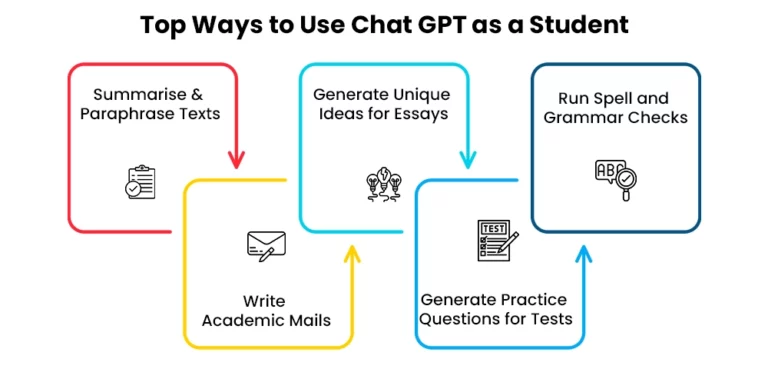 Top Ways to Use Chat GPT as a Student
Summarise &
Paraphrase Texts
Write
Academic Mails
Generate Unique
Ideas for Essays
TEST
Generate Practice
Questions for Tests
Run Spell and
Grammar Checks
ABC